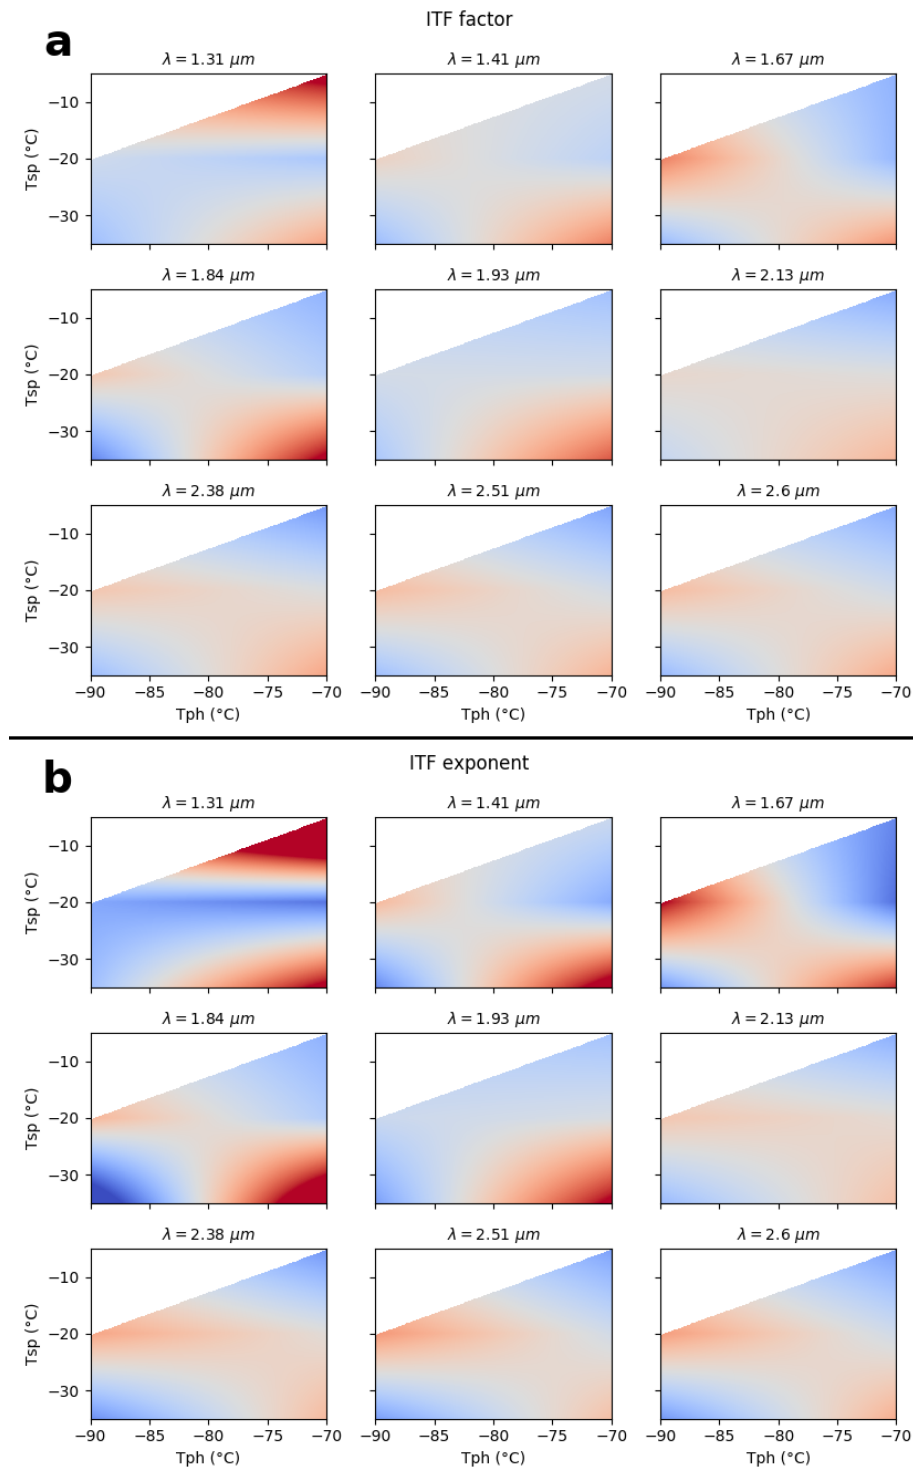 ITF factor
a
λ = 1.31 μm
λ = 1.41 μm
λ = 1.67 μm
Tsp (°C)
−10
−20
−30
λ = 1.84 μm
λ = 1.93 μm
λ = 2.13 μm
Tsp (°C)
−10
−20
−30
λ = 2.38 μm
λ = 2.51 μm
λ = 2.6 μm
Tsp (°C)
−10
−20
−30
−90 −85 −80 −75 −70 −90 −85 −80 −75 −70 −90 −85 −80 −75 −70
Tph (°C) Tph (°C) Tph (°C)
ITF exponent
b
λ = 1.31 μm
λ = 1.41 μm
λ = 1.67 μm
Tsp (°C)
−10
−20
−30
λ = 1.84 μm
λ = 1.93 μm
λ = 2.13 μm
Tsp (°C)
−10
−20
−30
λ = 2.38 μm
λ = 2.51 μm
λ = 2.6 μm
Tsp (°C)
−10
−20
−30
−90 −85 −80 −75 −70 −90 −85 −80 −75 −70 −90 −85 −80 −75 −70
Tph (°C) Tph (°C) Tph (°C)